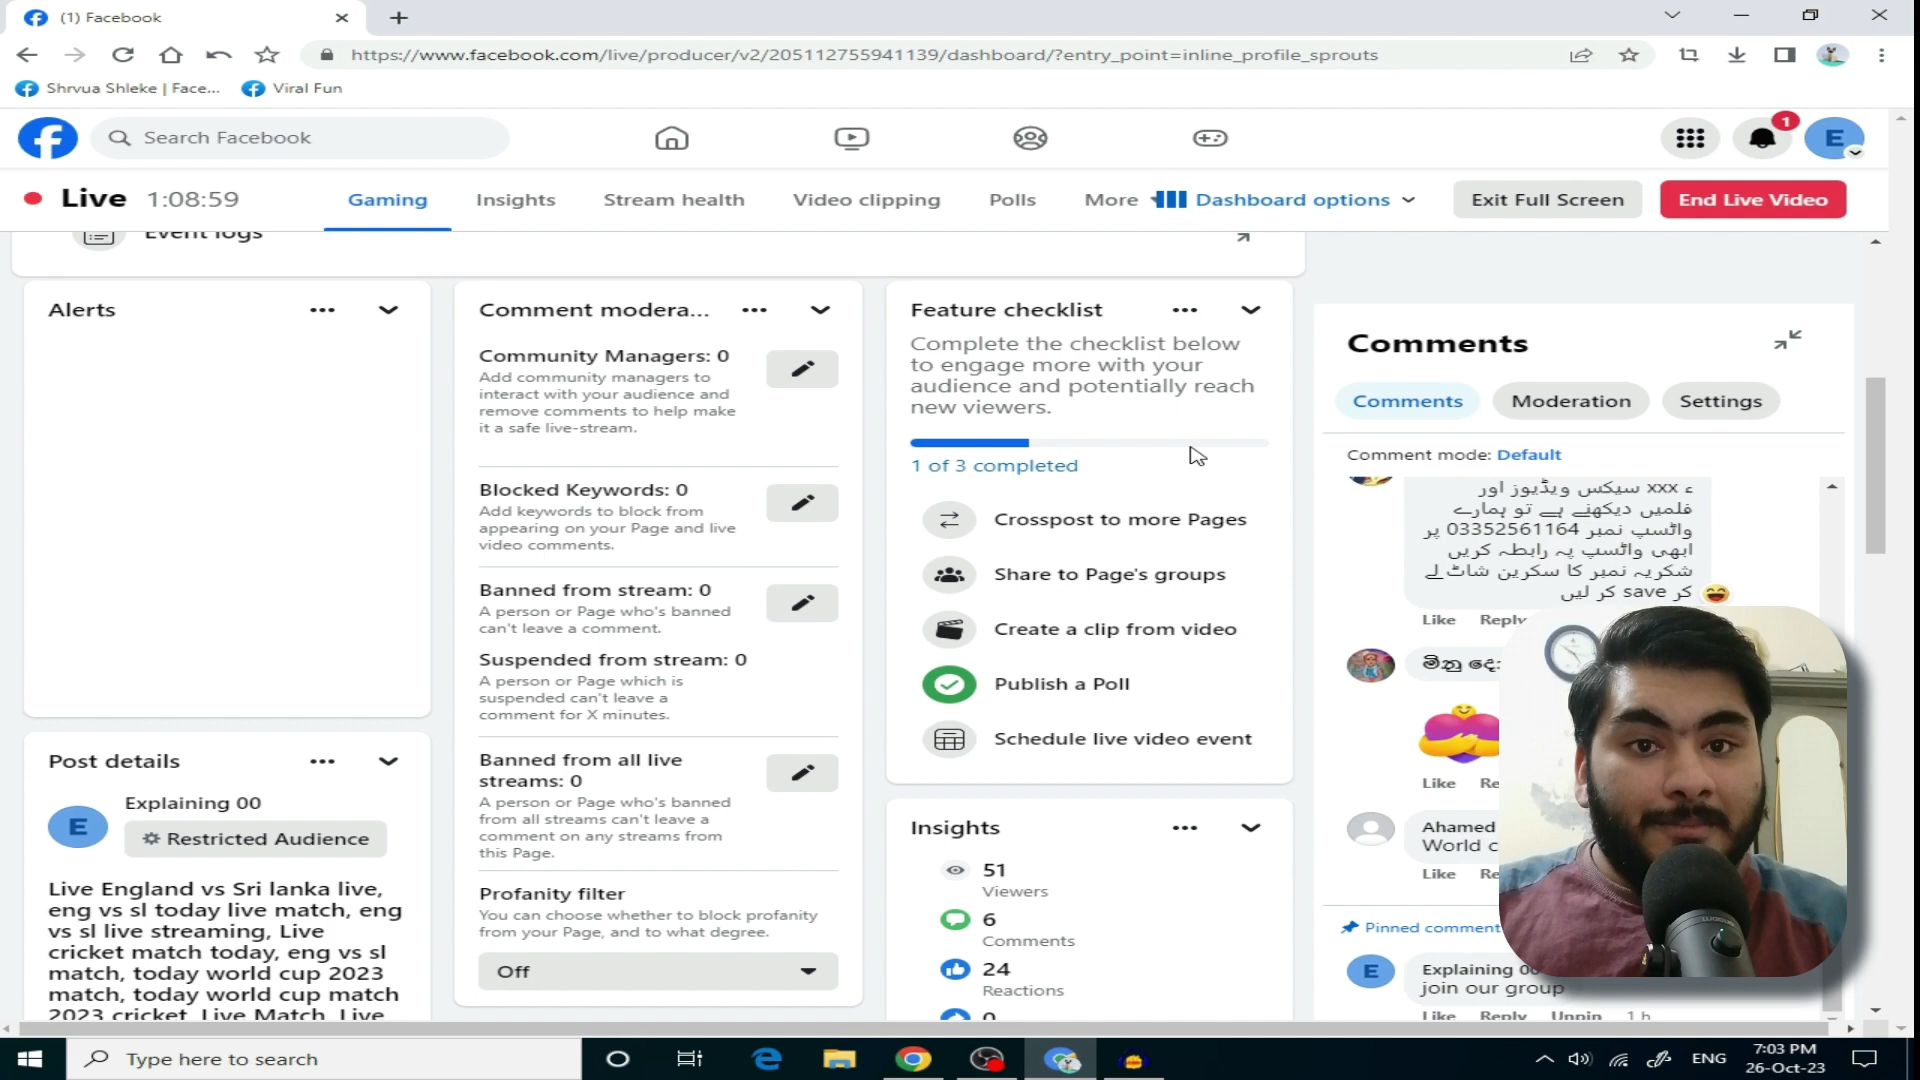 (1) Facebook
https://www.facebook.com/live/producer/v2/205112755941139/dashboard/?entry_point=inline_profile_sprouts
Shrvua Shleke | Face...
Viral Fun
Search Facebook
1
E
Live 1:08:59
Gaming
Insights
Stream health
Video clipping
Polls
More
Dashboard options
Exit Full Screen
End Live Video
Event logs
Alerts
Post details
E
Explaining 00
Restricted Audience
Live England vs Sri lanka live,
eng vs sl today live match, eng
vs sl live streaming, Live
cricket match today, eng vs sl
match, today world cup 2023
match, today world cup match
2023 cricket, Live Match, Live
Comment modera...
Community Managers: 0
Add community managers to
interact with your audience and
remove comments to help make
it a safe live-stream.
Blocked Keywords: 0
Add keywords to block from
appearing on your Page and live
video comments.
Banned from stream: 0
A person or Page who's banned
can't leave a comment.
Suspended from stream: 0
A person or Page which is
suspended can't leave a
comment for X minutes.
Banned from all live
streams: 0
A person or Page who's banned
from all streams can't leave a
comment on any streams from
this Page.
Profanity filter
You can choose whether to block profanity
from your Page, and to what degree.
Off
Feature checklist
Complete the checklist below
to engage more with your
audience and potentially reach
new viewers.
1 of 3 completed
Crosspost to more Pages
Share to Page's groups
Create a clip from video
Publish a Poll
Schedule live video event
Insights
51
Viewers
6
Comments
24
Reactions
0
Comments
Comments
Moderation
Settings
Comment mode: Default
ء xxx سیکس ویڈیوز اور
فلمیں دیکھنے ہے تو ہمارے
واٹسپ نمبر 03352561164 پر
ابھی واٹسپ پہ رابطہ کریں
شکریہ نمبر کا سکرین شاٹ لے
کر save کر لیں
Like Reply
මිනු දෙ
Like Re
Ahamed
World c
Like Re
Pinned comment
E
Explaining 00
join our group
Like Reply Unpin 1 h
Type here to search
ENG
7:03 PM
26-Oct-23